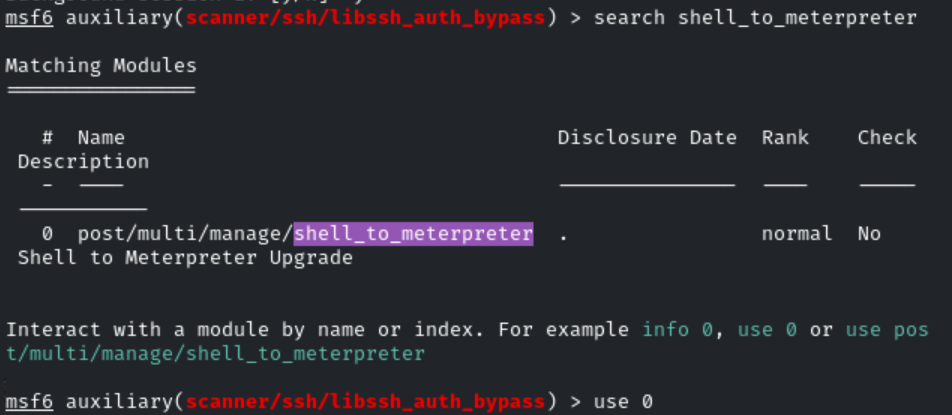 msf6 auxiliary(scanner/ssh/libssh_auth_bypass) > search shell_to_meterpreter
Matching Modules
================
# Name Disclosure Date Rank Check
Description
- ---- --------------- ---- -----
-----------
0 post/multi/manage/shell_to_meterpreter . normal No
Shell to Meterpreter Upgrade
Interact with a module by name or index. For example info 0, use 0 or use pos
t/multi/manage/shell_to_meterpreter
msf6 auxiliary(scanner/ssh/libssh_auth_bypass) > use 0